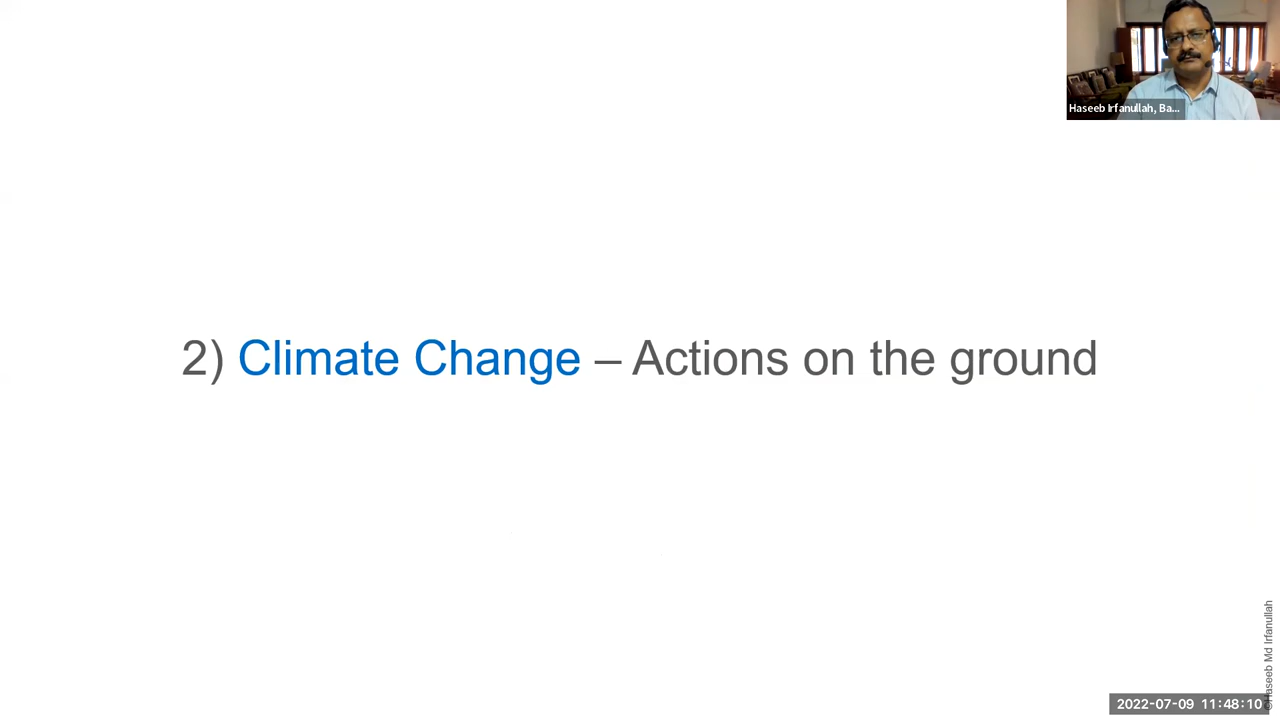 Haseeb Irfanullah, Ba...
2) Climate Change – Actions on the ground
©Haseeb Md Irfanullah
2022-07-09 11:48:10